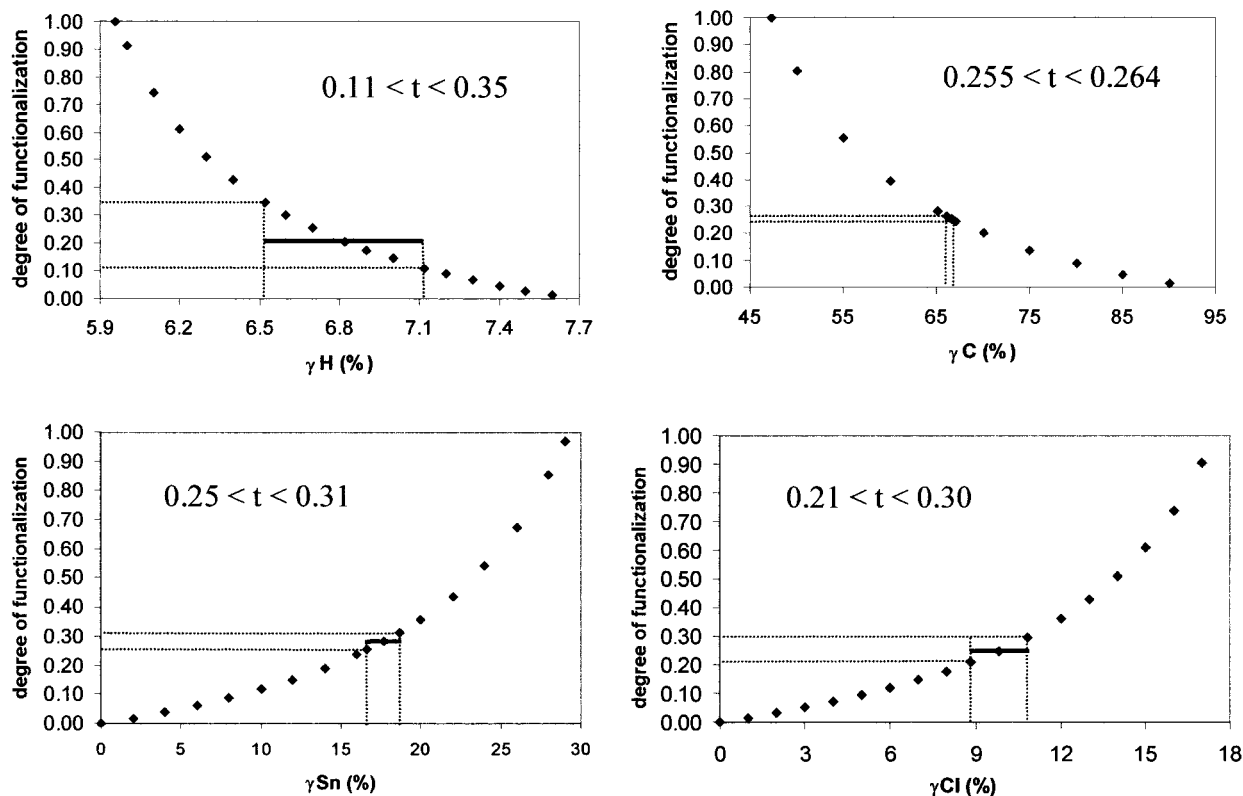 degree of functionalization
1.00
0.90
0.80
0.70
0.60
0.50
0.40
0.30
0.20
0.10
0.00
0.11 < t < 0.35
5.9 6.2 6.5 6.8 7.1 7.4 7.7
γ H (%)
degree of functionalization
1.00
0.90
0.80
0.70
0.60
0.50
0.40
0.30
0.20
0.10
0.00
0.255 < t < 0.264
45 55 65 75 85 95
γ C (%)
degree of functionalization
1.00
0.90
0.80
0.70
0.60
0.50
0.40
0.30
0.20
0.10
0.00
0.25 < t < 0.31
0 5 10 15 20 25 30
γSn (%)
degree of functionalization
1.00
0.90
0.80
0.70
0.60
0.50
0.40
0.30
0.20
0.10
0.00
0.21 < t < 0.30
0 3 6 9 12 15 18
γCl (%)